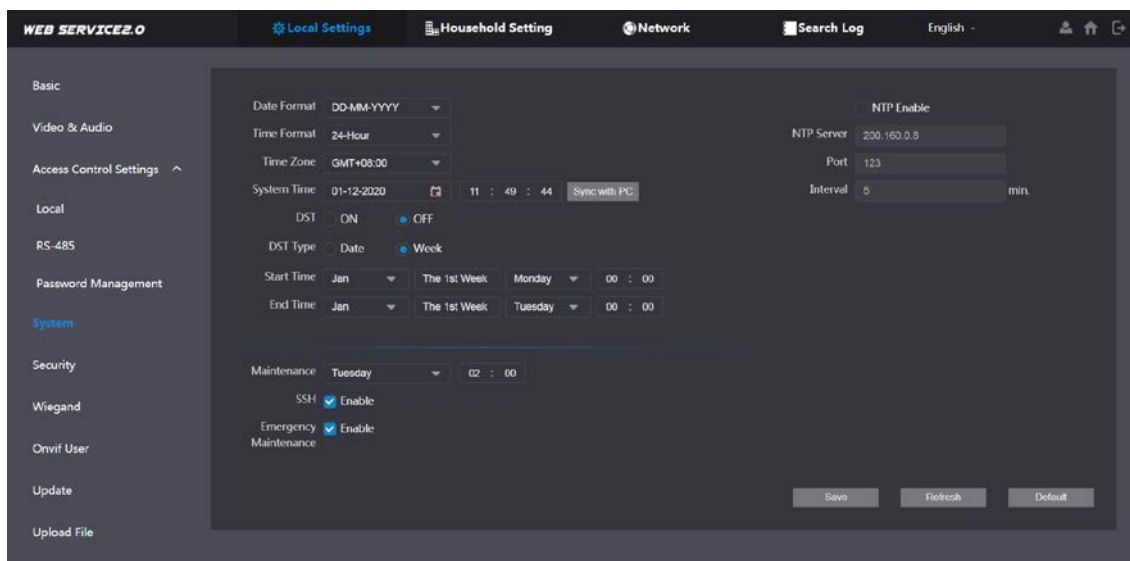 WEB SERVICE2.0 Local Settings Household Setting Network Search Log English
Basic
Video & Audio
Access Control Settings
Local
RS-485
Password Management
System
Security
Wiegand
Onvif User
Update
Upload File
Date Format DD-MM-YYYY
Time Format 24-Hour
Time Zone GMT+08:00
System Time 01-12-2020 11 : 49 : 44 Sync with PC
DST ON OFF
DST Type Date Week
Start Time Jan The 1st Week Monday 00 : 00
End Time Jan The 1st Week Tuesday 00 : 00
Maintenance Tuesday 02 : 00
SSH Enable
Emergency Maintenance Enable
NTP Enable
NTP Server 200.160.0.8
Port 123
Interval 5 min.
Save Refresh Default